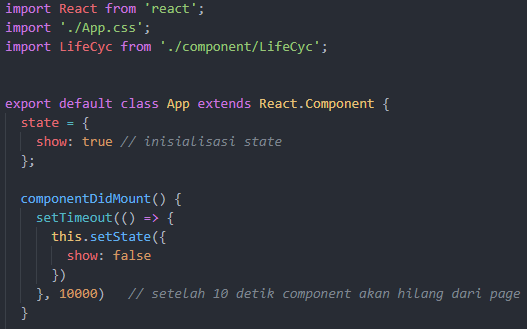 import React from 'react';
import './App.css';
import LifeCyc from './component/LifeCyc';
export default class App extends React.Component {
state = {
show: true // inisialisasi state
};
componentDidMount() {
setTimeout(() => {
this.setState({
show: false
})
}, 10000) // setelah 10 detik component akan hilang dari page
}